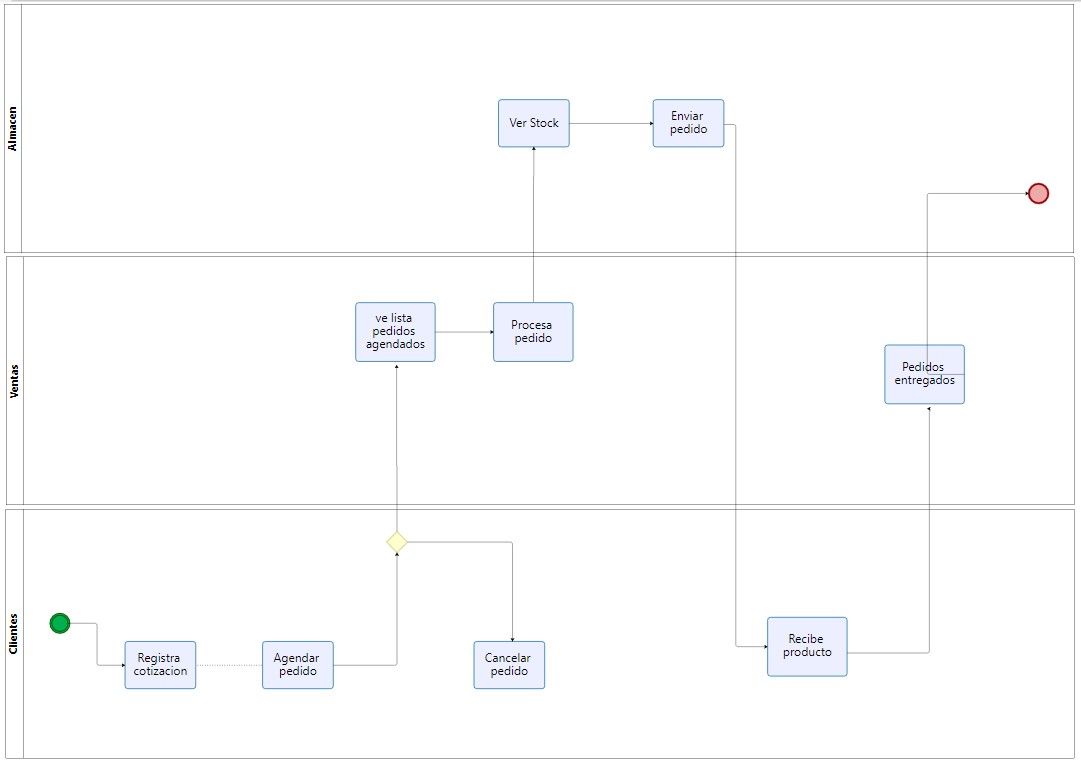 Almacen
Ver Stock
Enviar
pedido
Ventas
ve lista
pedidos
agendados
Procesa
pedido
Pedidos
entregados
Clientes
Registra
cotizacion
Agendar
pedido
Cancelar
pedido
Recibe
producto